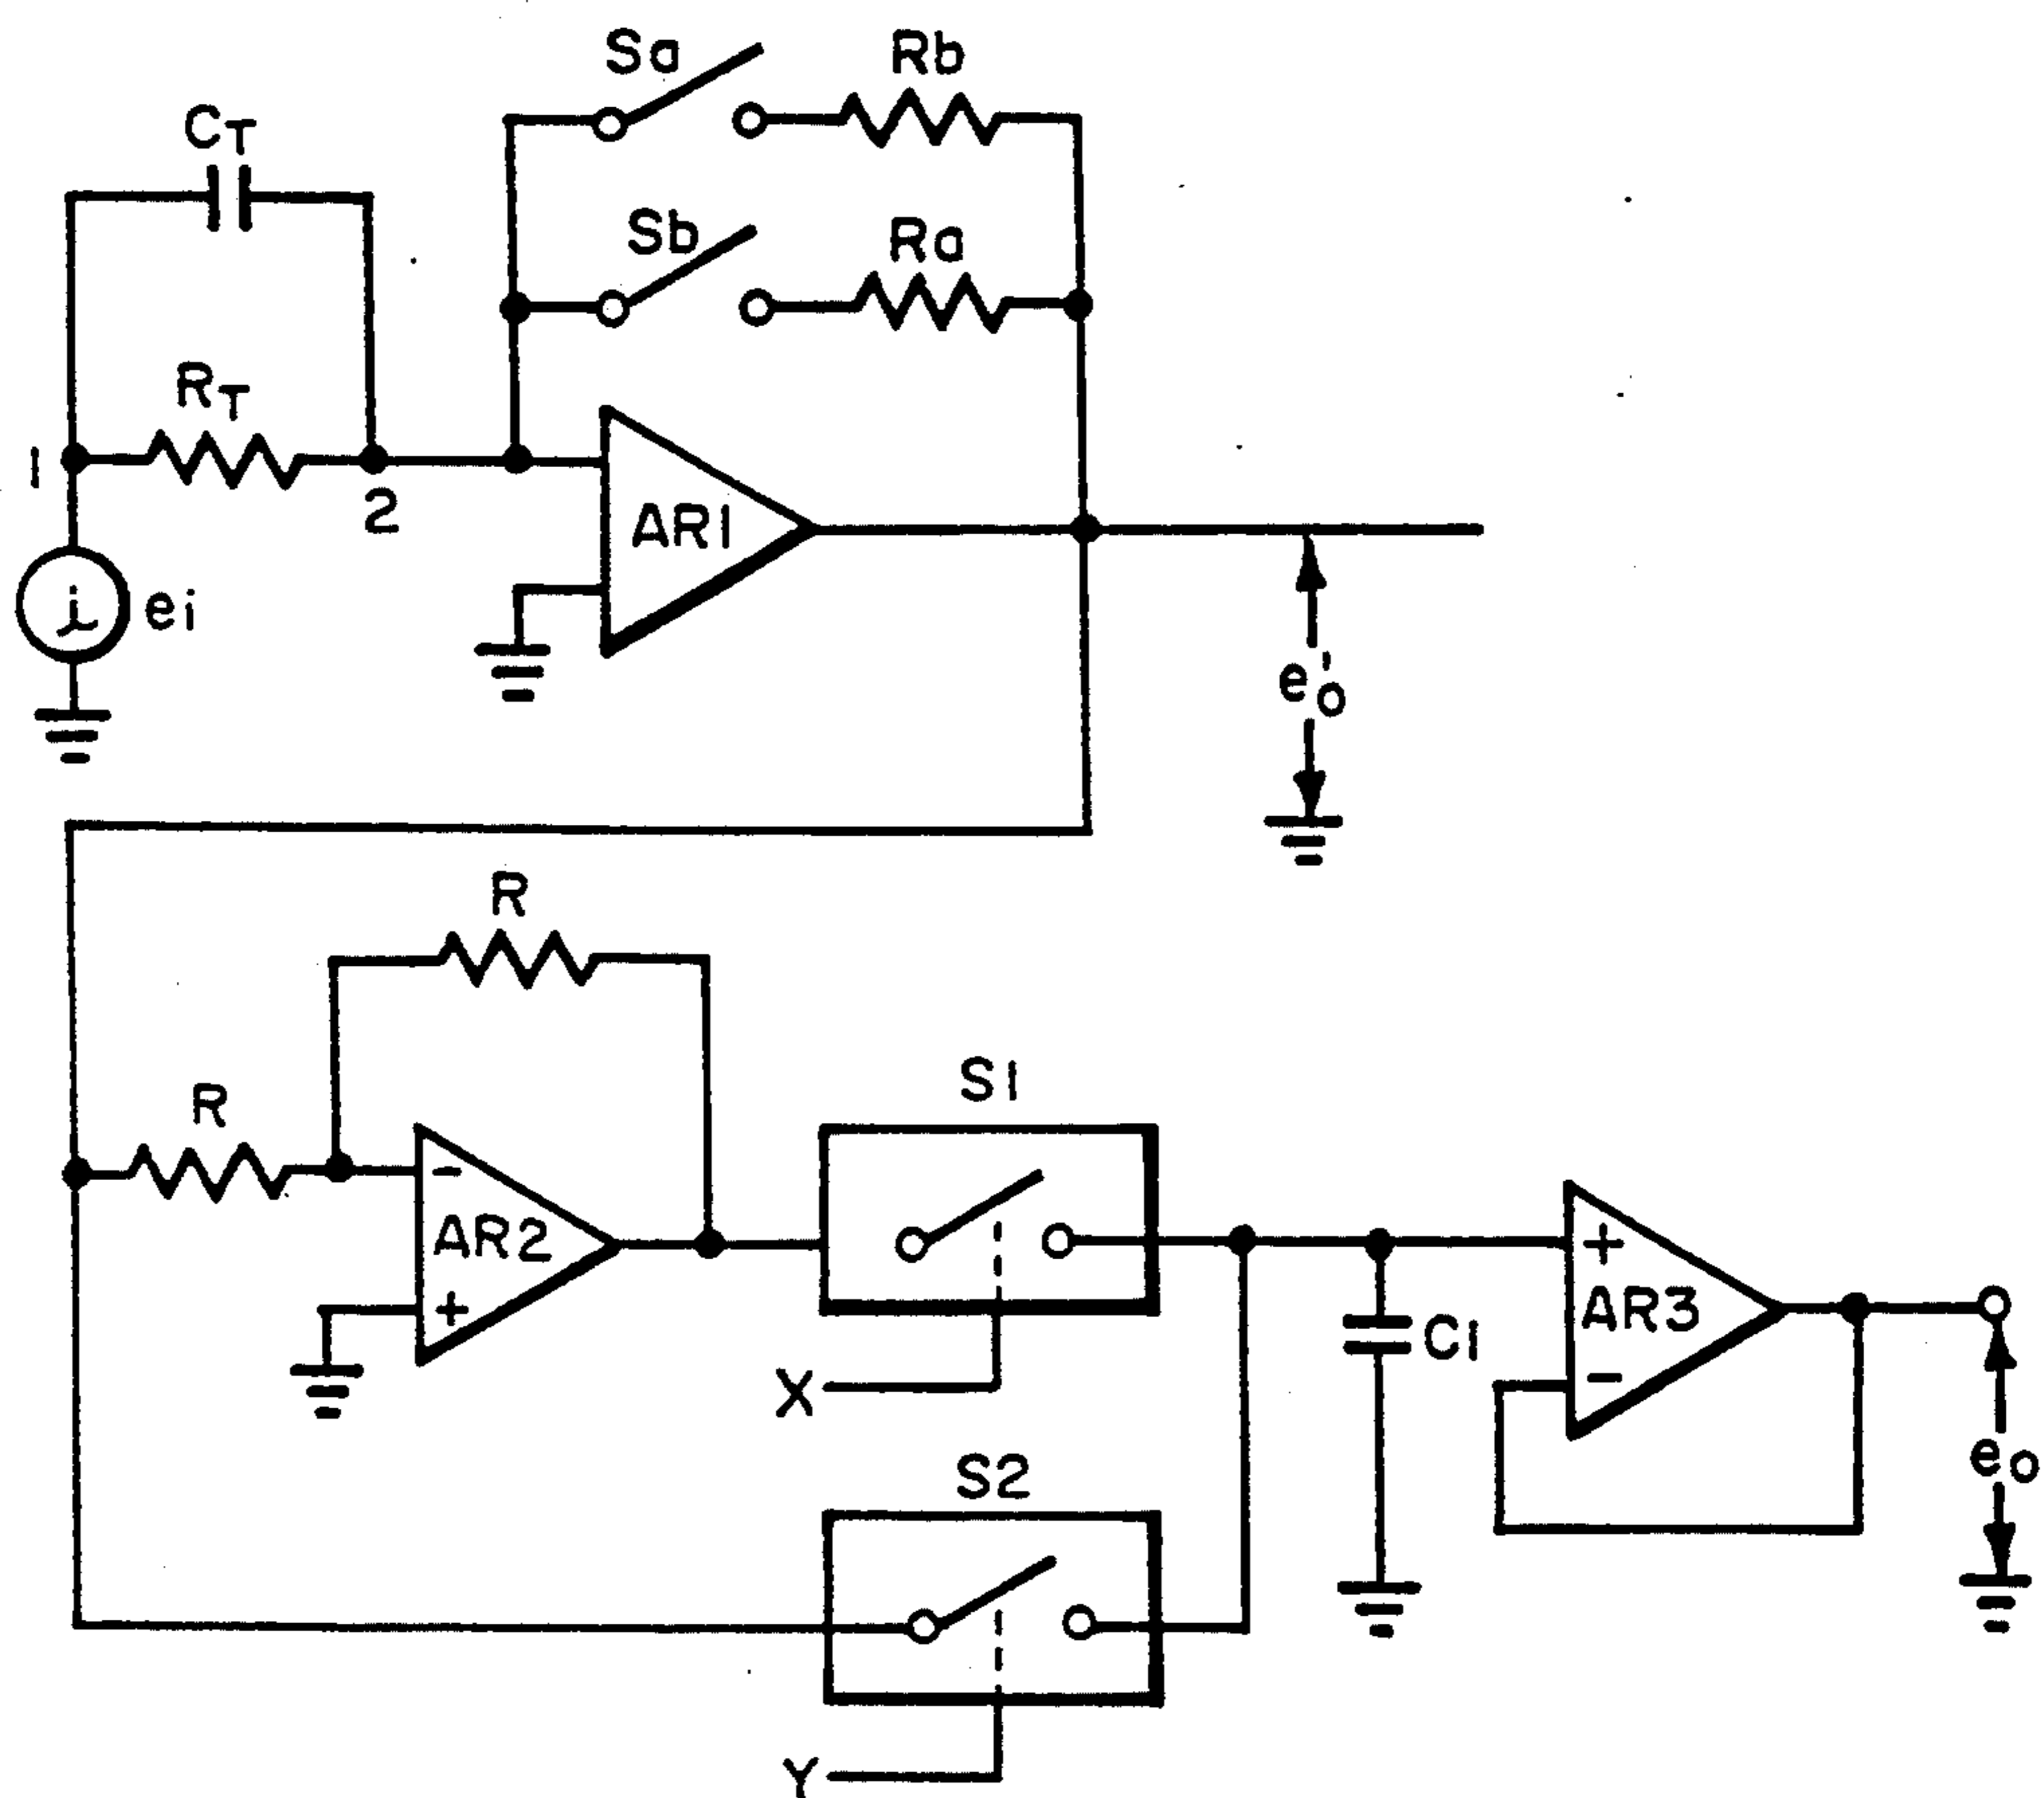 Sa
Rb
CT
Sb
Ra
RT
1
2
AR1
i
ei
e'o
R
R
S1
-
AR2
+
+
AR3
-
C1
X
eo
S2
Y